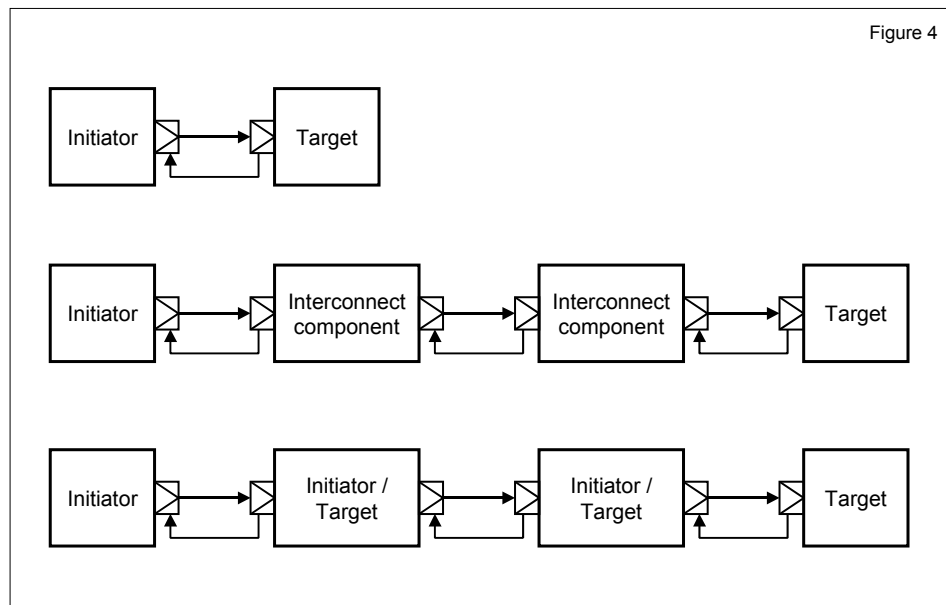 Figure 4
Initiator
Target
Initiator
Interconnect
component
Interconnect
component
Target
Initiator
Initiator /
Target
Initiator /
Target
Target